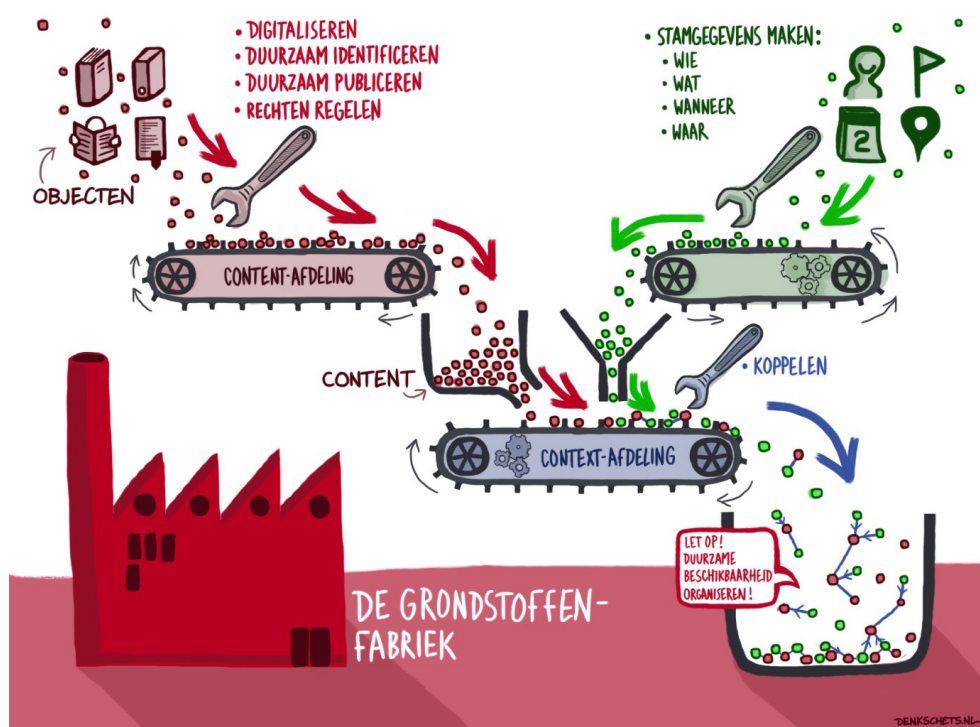 • DIGITALISEREN
• DUURZAAM IDENTIFICEREN
• DUURZAAM PUBLICEREN
• RECHTEN REGELEN
• STAMGEGEVENS MAKEN:
• WIE
• WAT
• WANNEER
• WAAR
2
OBJECTEN
CONTENT-AFDELING
CONTENT
• KOPPELEN
CONTEXT-AFDELING
LET OP!
DUURZAME
BESCHIKBAARHEID
ORGANISEREN!
DE GRONDSTOFFEN-
FABRIEK
DENKSCHETS.NL